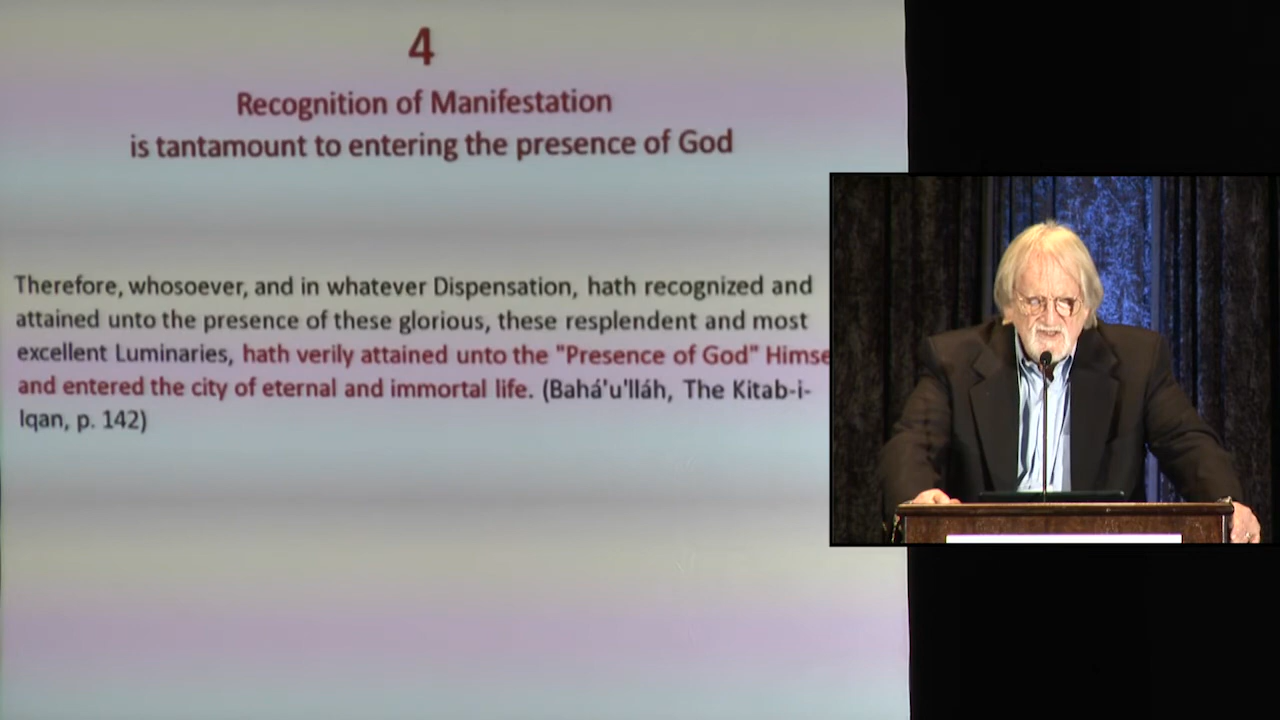 4
Recognition of Manifestation
is tantamount to entering the presence of God
Therefore, whosoever, and in whatever Dispensation, hath recognized and
attained unto the presence of these glorious, these resplendent and most
excellent Luminaries, hath verily attained unto the "Presence of God" Himse
and entered the city of eternal and immortal life. (Bahá'u'lláh, The Kitab-i-
Iqan, p. 142)